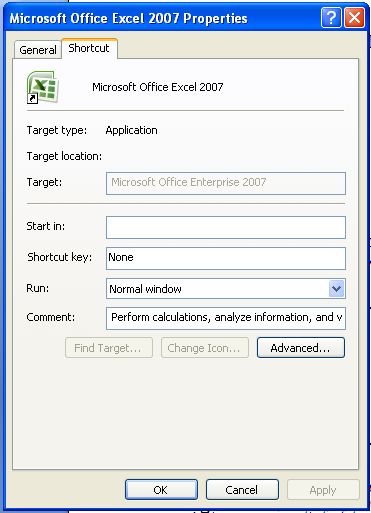 Microsoft Office Excel 2007 Properties
General Shortcut
Microsoft Office Excel 2007
Target type: Application
Target location:
Target: Microsoft Office Enterprise 2007
Start in:
Shortcut key: None
Run: Normal window
Comment: Perform calculations, analyze information, and v
Find Target... Change Icon... Advanced...
OK Cancel Apply